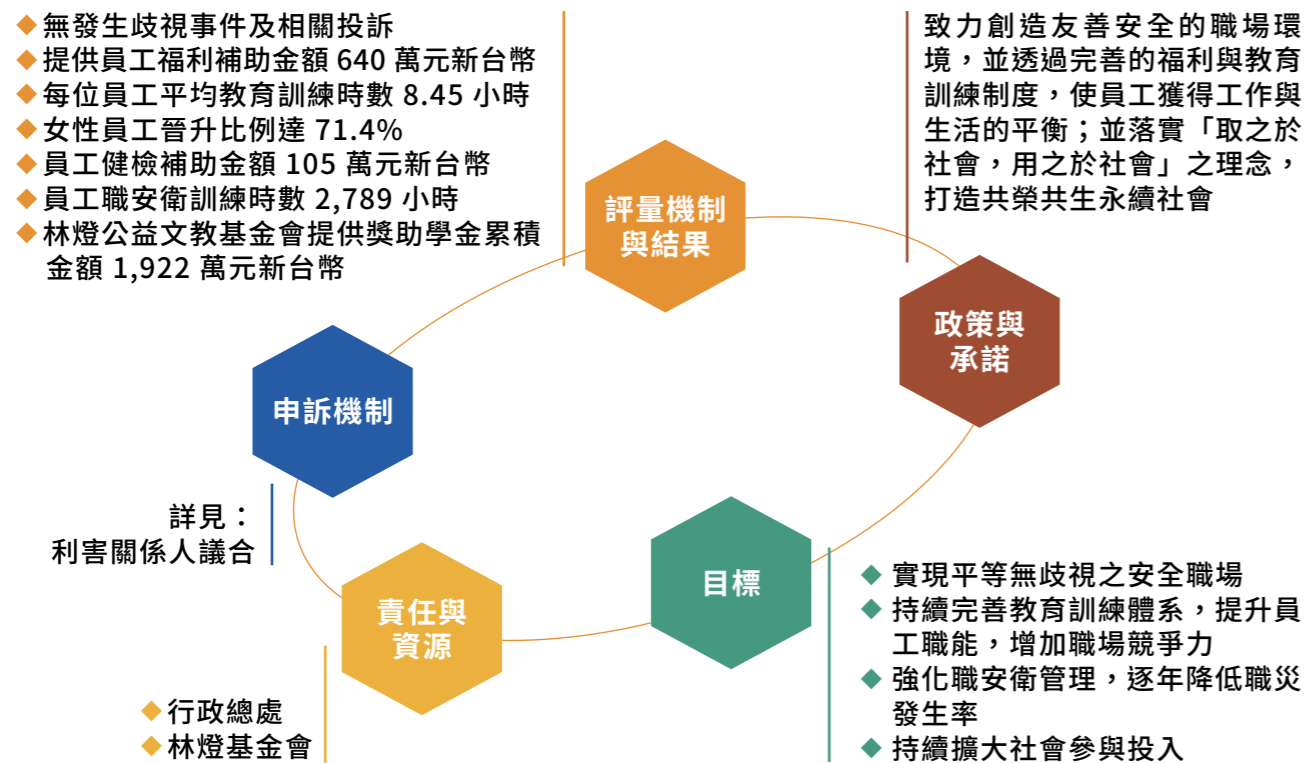 ◆無發生歧視事件及相關投訴
◆提供員工福利補助金額 640 萬元新台幣
◆每位員工平均教育訓練時數 8.45 小時
◆女性員工晉升比例達 71.4%
◆員工健檢補助金額 105 萬元新台幣
◆員工職安衛訓練時數 2,789 小時
◆林燈公益文教基金會提供獎助學金累積
金額 1,922 萬元新台幣
評量機制
與結果
致力創造友善安全的職場環
境，並透過完善的福利與教育
訓練制度，使員工獲得工作與
生活的平衡；並落實「取之於
社會，用之於社會」之理念，
打造共榮共生永續社會
政策與
承諾
目標
◆ 實現平等無歧視之安全職場
◆ 持續完善教育訓練體系，提升員
工職能，增加職場競爭力
◆ 強化職安衛管理，逐年降低職災
發生率
◆ 持續擴大社會參與投入
責任與
資源
◆行政總處
◆林燈基金會
申訴機制
詳見：
利害關係人議合